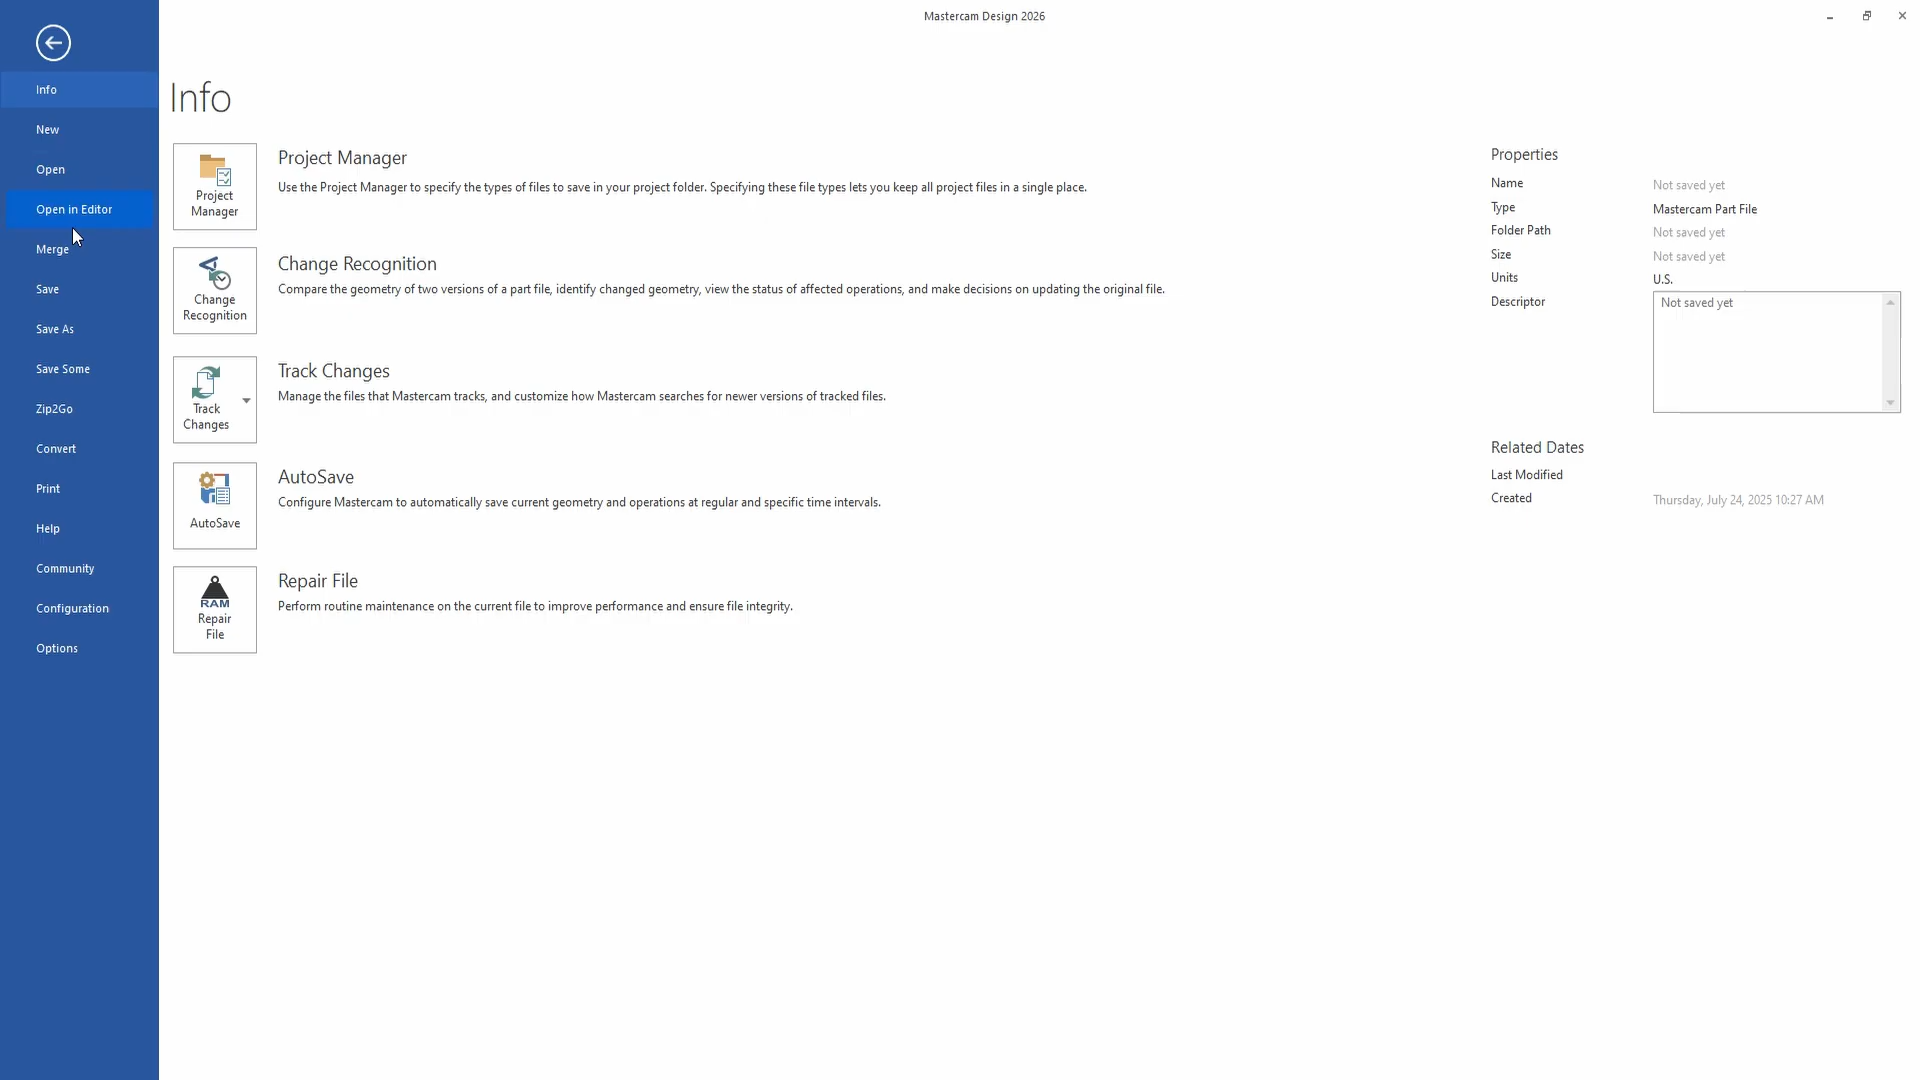 Mastercam Design 2026
Info
New
Open
Open in Editor
Merge
Save
Save As
Save Some
Zip2Go
Convert
Print
Help
Community
Configuration
Options
Info
Project
Manager
Project Manager
Use the Project Manager to specify the types of files to save in your project folder. Specifying these file types lets you keep all project files in a single place.
Change
Recognition
Change Recognition
Compare the geometry of two versions of a part file, identify changed geometry, view the status of affected operations, and make decisions on updating the original file.
Track
Changes
Track Changes
Manage the files that Mastercam tracks, and customize how Mastercam searches for newer versions of tracked files.
AutoSave
AutoSave
Configure Mastercam to automatically save current geometry and operations at regular and specific time intervals.
RAM
Repair
File
Repair File
Perform routine maintenance on the current file to improve performance and ensure file integrity.
Properties
Name Not saved yet
Type Mastercam Part File
Folder Path Not saved yet
Size Not saved yet
Units U.S.
Descriptor Not saved yet
Related Dates
Last Modified
Created Thursday, July 24, 2025 10:27 AM